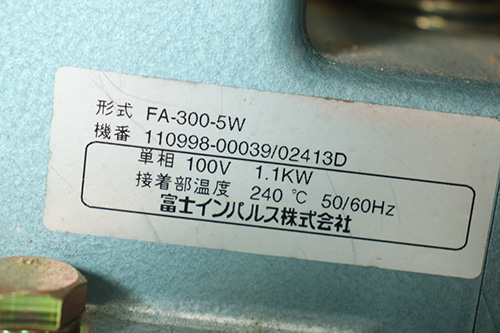 形式 FA-300-5W
機番 110998-00039/02413D
単相 100V 1.1KW
接着部温度 240 ℃ 50/60Hz
富士インパルス株式会社